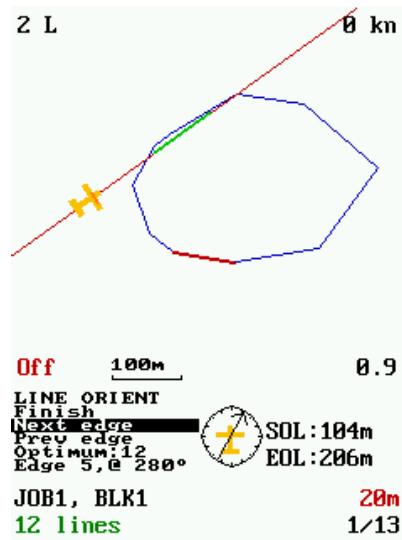 2 L 0 kn
Off 100m 0.9
LINE ORIENT
Finish
Next edge
Prev edge
Optimum:12
Edge 5,@ 280°
SOL:104m
EOL:206m
JOB1, BLK1 20m
12 lines 1/13